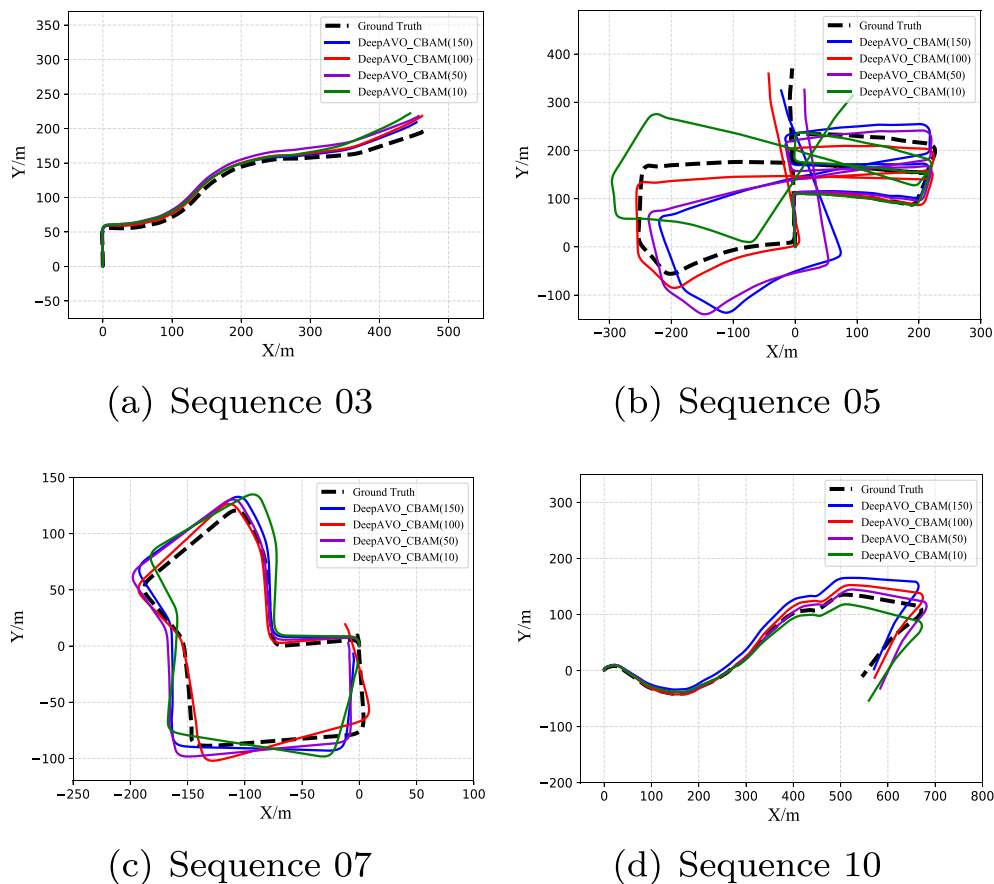 350
300
250
200
150
100
50
0
−50
Y/m
0
100
200
300
400
500
X/m
Ground Truth
DeepAVO_CBAM(150)
DeepAVO_CBAM(100)
DeepAVO_CBAM(50)
DeepAVO_CBAM(10)
(a) Sequence 03
400
300
200
100
0
−100
Y/m
−300
−200
−100
0
100
200
300
X/m
Ground Truth
DeepAVO_CBAM(150)
DeepAVO_CBAM(100)
DeepAVO_CBAM(50)
DeepAVO_CBAM(10)
(b) Sequence 05
150
100
50
0
−50
−100
Y/m
−250
−200
−150
−100
−50
0
50
100
X/m
Ground Truth
DeepAVO_CBAM(150)
DeepAVO_CBAM(100)
DeepAVO_CBAM(50)
DeepAVO_CBAM(10)
(c) Sequence 07
300
200
100
0
−100
−200
Y/m
0
100
200
300
400
500
600
700
800
X/m
Ground Truth
DeepAVO_CBAM(150)
DeepAVO_CBAM(100)
DeepAVO_CBAM(50)
DeepAVO_CBAM(10)
(d) Sequence 10